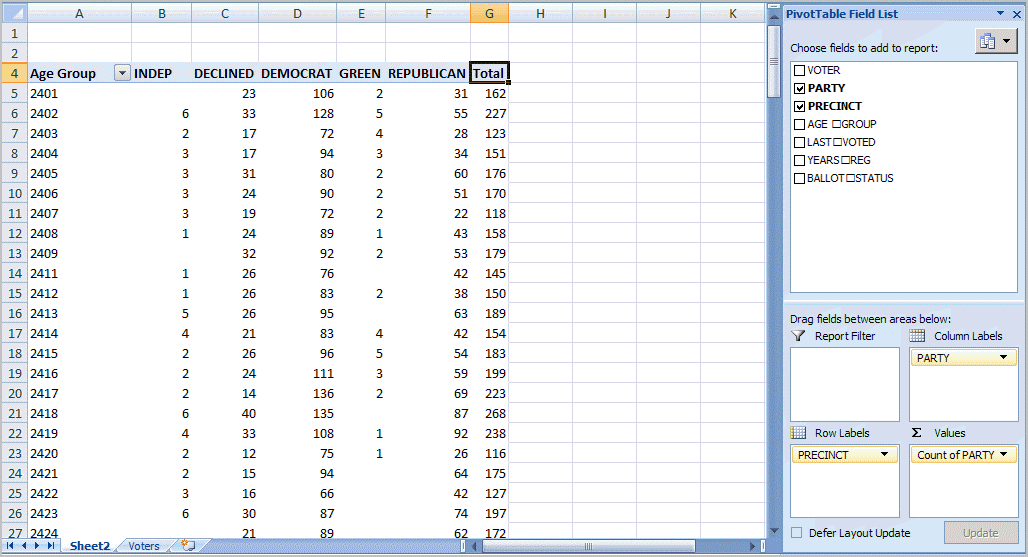 A B C D E F G H I J K
PivotTable Field List
1
2
Choose fields to add to report:
4 Age Group INDEP DECLINED DEMOCRAT GREEN REPUBLICAN Total
5 2401 23 106 2 31 162
6 2402 6 33 128 5 55 227
7 2403 2 17 72 4 28 123
8 2404 3 17 94 3 34 151
9 2405 3 31 80 2 60 176
10 2406 3 24 90 2 51 170
11 2407 3 19 72 2 22 118
12 2408 1 24 89 1 43 158
13 2409 32 92 2 53 179
14 2411 1 26 76 42 145
15 2412 1 26 83 2 38 150
16 2413 5 26 95 63 189
17 2414 4 21 83 4 42 154
18 2415 2 26 96 5 54 183
19 2416 2 24 111 3 59 199
20 2417 2 14 136 2 69 223
21 2418 6 40 135 87 268
22 2419 4 33 108 1 92 238
23 2420 2 12 75 1 26 116
24 2421 2 15 94 64 175
25 2422 3 16 66 42 127
26 2423 6 30 87 74 197
27 2424 21 89 62 172
Sheet2 Voters
VOTER
PARTY
PRECINCT
AGE □GROUP
LAST□VOTED
YEARS□REG
BALLOT□STATUS
Drag fields between areas below:
Report Filter Column Labels
PARTY
Row Labels Σ Values
PRECINCT Count of PARTY
Defer Layout Update Update